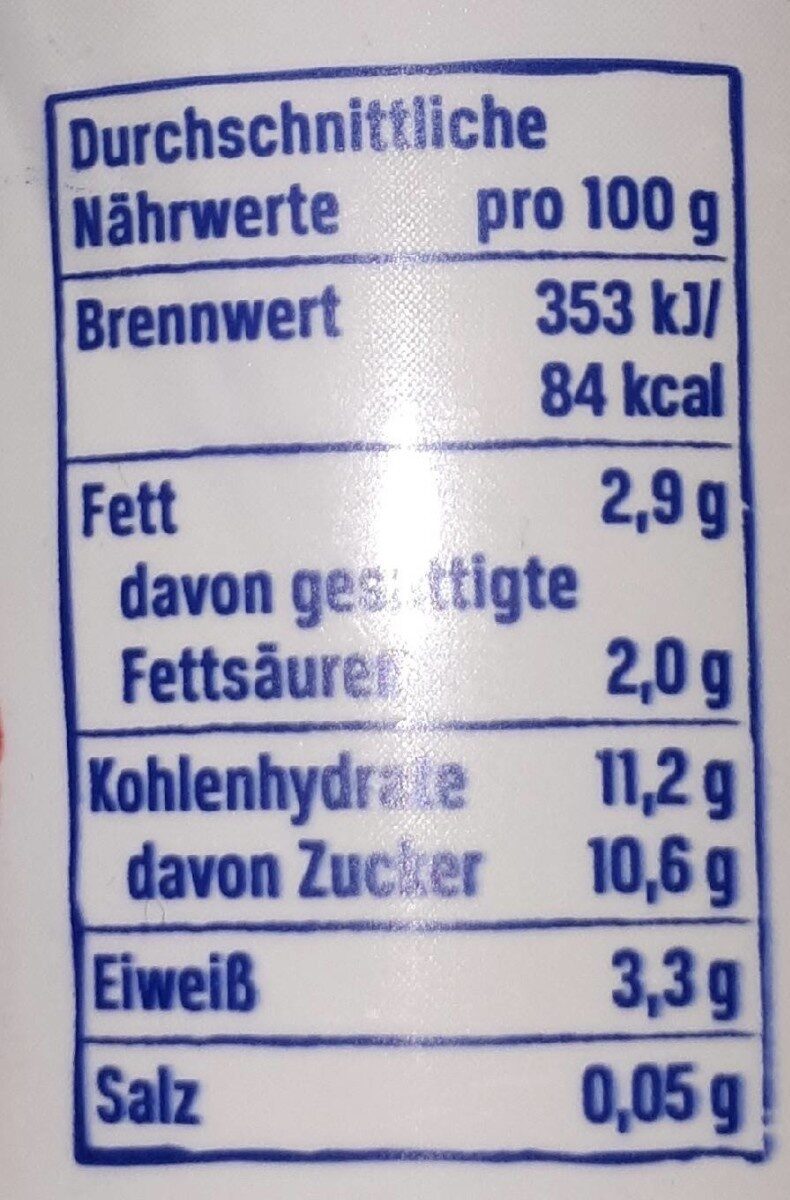 Durchschnittliche
Nährwerte pro 100 g
Brennwert 353 kJ/
84 kcal
Fett 2,9 g
davon gesättigte
Fettsäuren 2,0 g
Kohlenhydrate 11,2 g
davon Zucker 10,6 g
Eiweiß 3,3 g
Salz 0,05 g